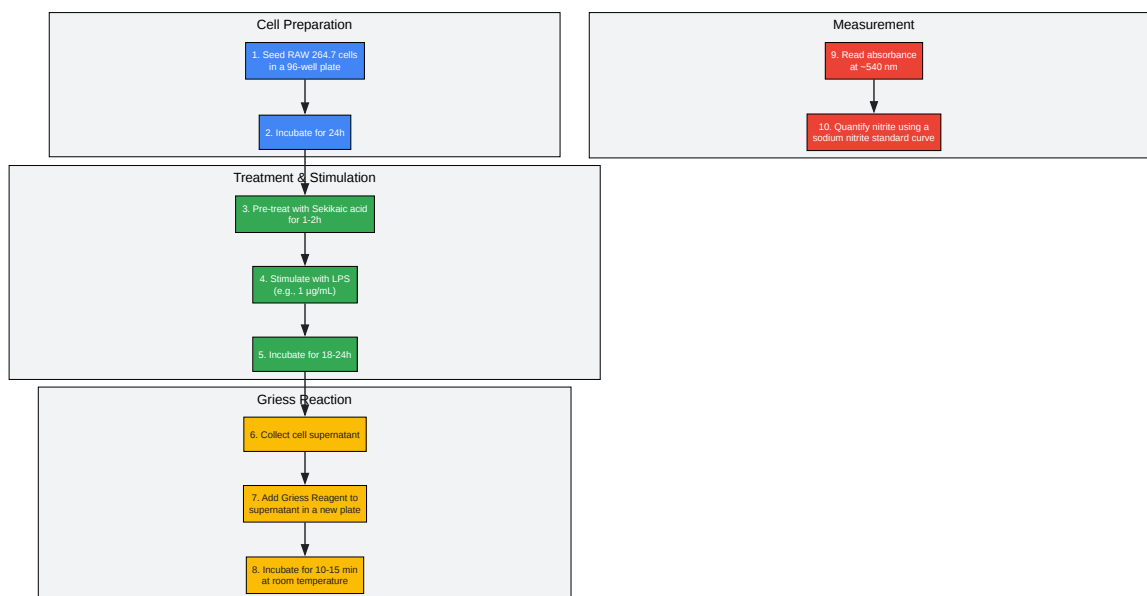 Cell Preparation
1. Seed RAW 264.7 cells
in a 96-well plate
2. Incubate for 24h
Treatment & Stimulation
3. Pre-treat with Sekikaic acid
for 1-2h
4. Stimulate with LPS
(e.g., 1 µg/mL)
5. Incubate for 18-24h
Griess Reaction
6. Collect cell supernatant
7. Add Griess Reagent to
supernatant in a new plate
8. Incubate for 10-15 min
at room temperature
Measurement
9. Read absorbance
at ~540 nm
10. Quantify nitrite using a
sodium nitrite standard curve